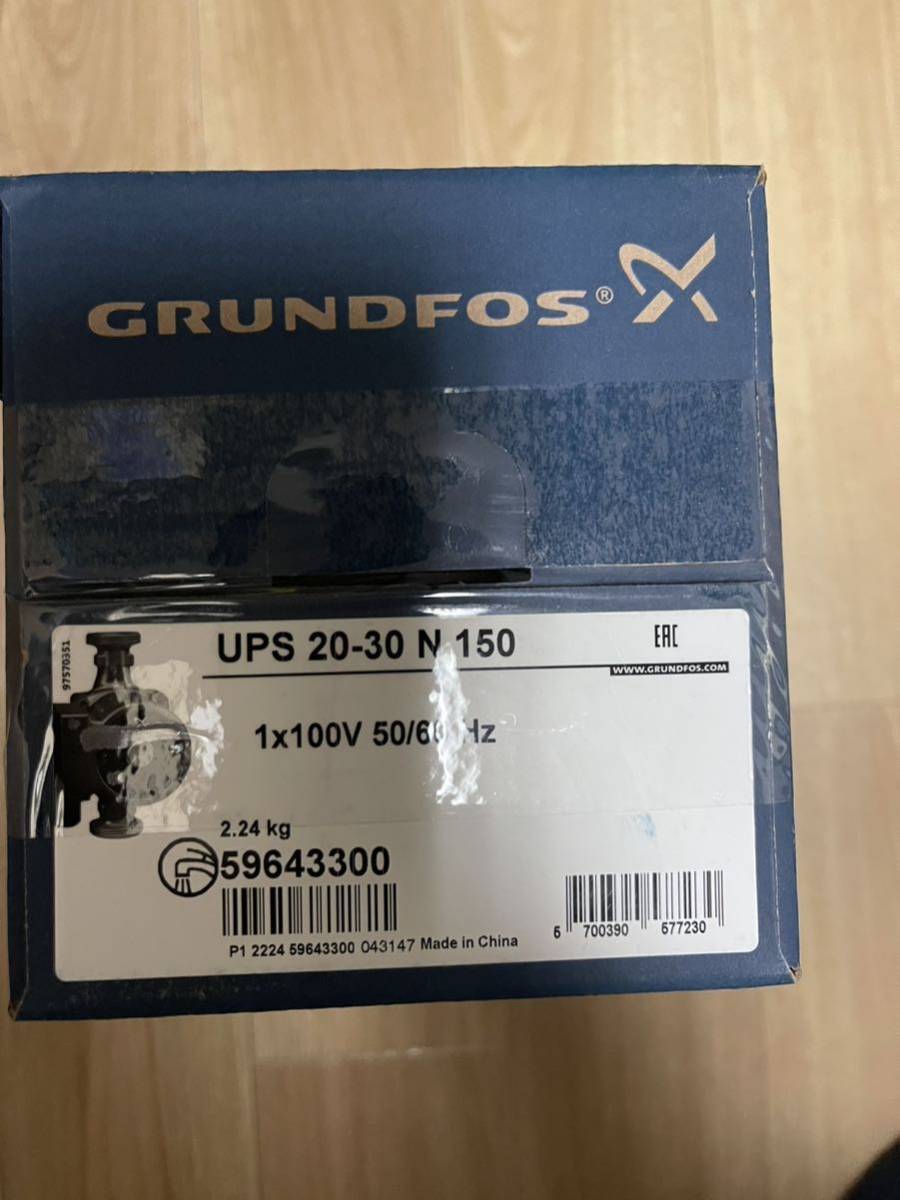 GRUNDFOS®
97570351
UPS 20-30 N 150
EAC
WWW.GRUNDFOS.COM
1x100V 50/60 Hz
2.24 kg
59643300
P1 2224 59643300 043147 Made in China
5 700390 677230